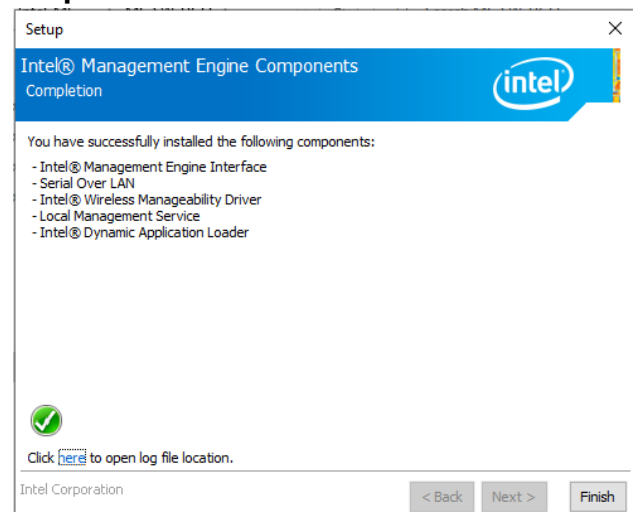 Setup
Intel® Management Engine Components
Completion
intel
You have successfully installed the following components:
- Intel® Management Engine Interface
- Serial Over LAN
- Intel® Wireless Manageability Driver
- Local Management Service
- Intel® Dynamic Application Loader
Click here to open log file location.
Intel Corporation
< Back Next > Finish